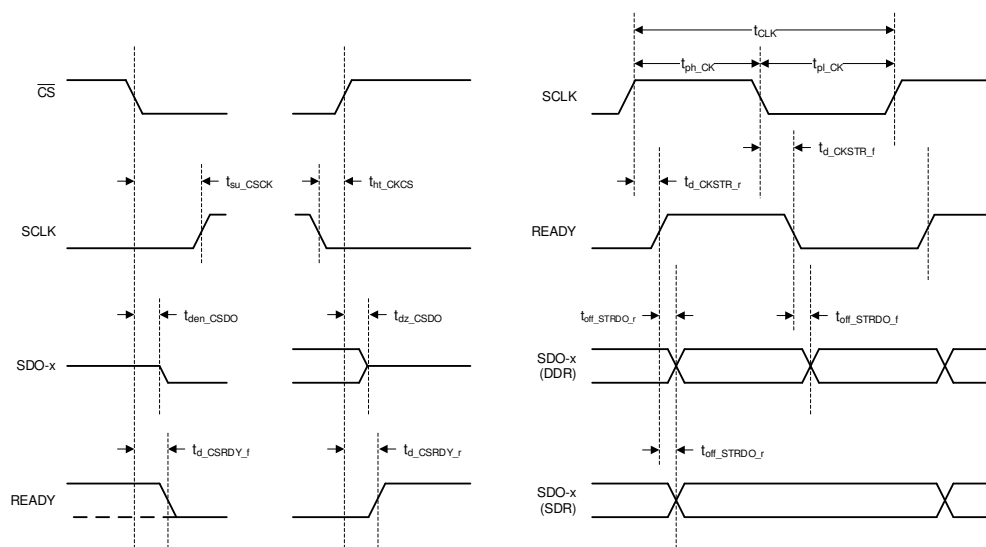 CS
t_su_CSCK
t_ht_CKCS
SCLK
t_den_CSDO
t_dz_CSDO
SDO-x
t_d_CSRDY_f
t_d_CSRDY_r
READY
t_CLK
t_ph_CK
t_pl_CK
SCLK
t_d_CKSTR_f
t_d_CKSTR_r
READY
t_off_STRDO_r
t_off_STRDO_f
SDO-x
(DDR)
t_off_STRDO_r
SDO-x
(SDR)